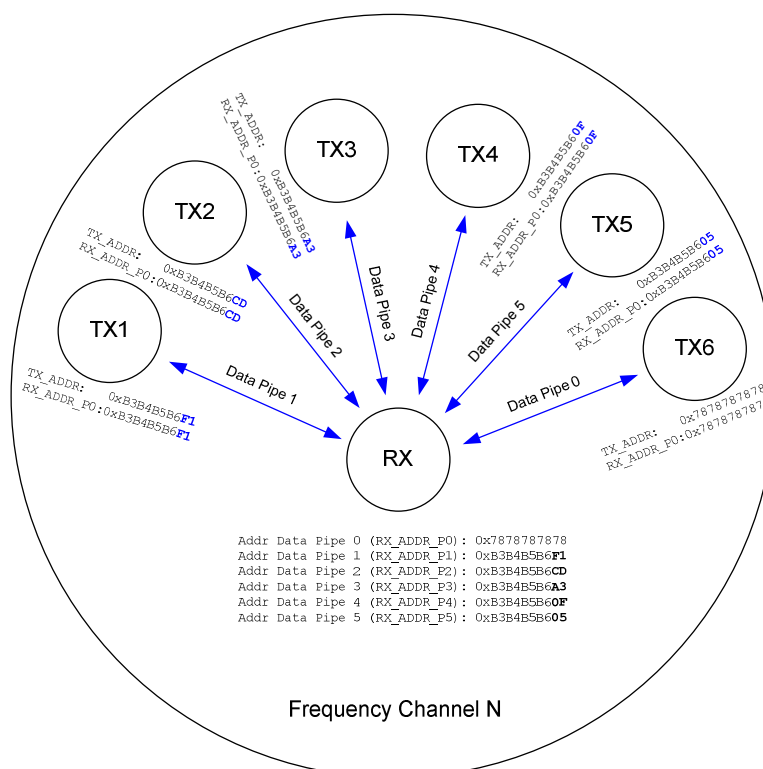 TX3
TX4
TX2
TX5
TX1
TX6
RX
TX_ADDR: 0xB3B4B5B6A3
RX_ADDR_P0:0xB3B4B5B6A3
TX_ADDR: 0xB3B4B5B60F
RX_ADDR_P0:0xB3B4B5B60F
TX_ADDR: 0xB3B4B5B6CD
RX_ADDR_P0:0xB3B4B5B6CD
TX_ADDR: 0xB3B4B5B605
RX_ADDR_P0:0xB3B4B5B605
TX_ADDR: 0xB3B4B5B6F1
RX_ADDR_P0:0xB3B4B5B6F1
TX_ADDR: 0x7878787878
RX_ADDR_P0:0x787878787
Data Pipe 1
Data Pipe 2
Data Pipe 3
Data Pipe 4
Data Pipe 5
Data Pipe 0
Addr Data Pipe 0 (RX_ADDR_P0): 0x7878787878
Addr Data Pipe 1 (RX_ADDR_P1): 0xB3B4B5B6F1
Addr Data Pipe 2 (RX_ADDR_P2): 0xB3B4B5B6CD
Addr Data Pipe 3 (RX_ADDR_P3): 0xB3B4B5B6A3
Addr Data Pipe 4 (RX_ADDR_P4): 0xB3B4B5B60F
Addr Data Pipe 5 (RX_ADDR_P5): 0xB3B4B5B605
Frequency Channel N